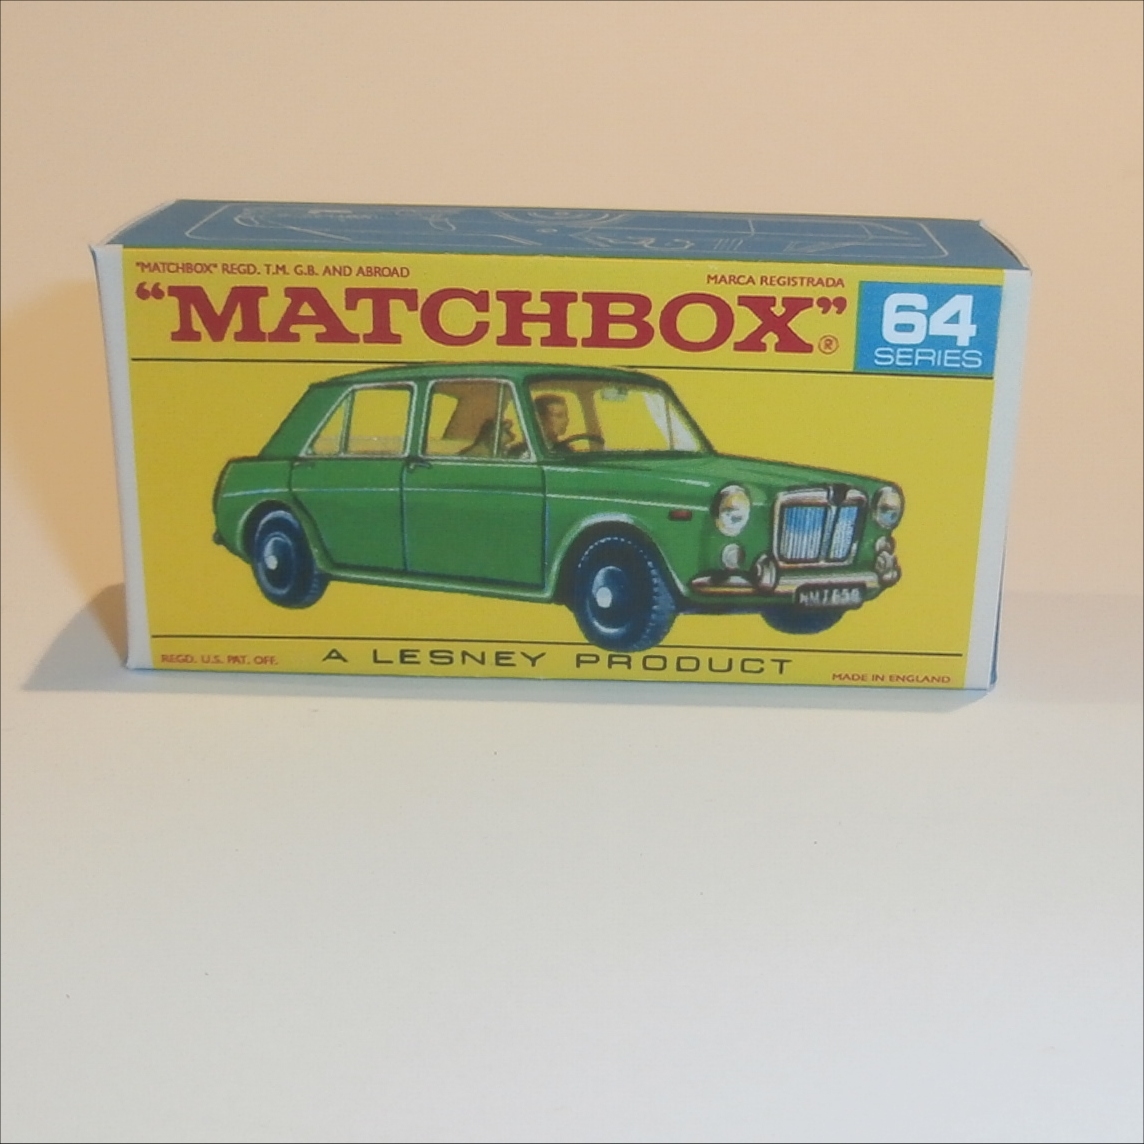 "MATCHBOX" REGD. T.M. G.B. AND ABROAD
MARCA REGISTRADA
“MATCHBOX”®
64
SERIES
REGD. U.S. PAT. OFF.
A LESNEY PRODUCT
MADE IN ENGLAND